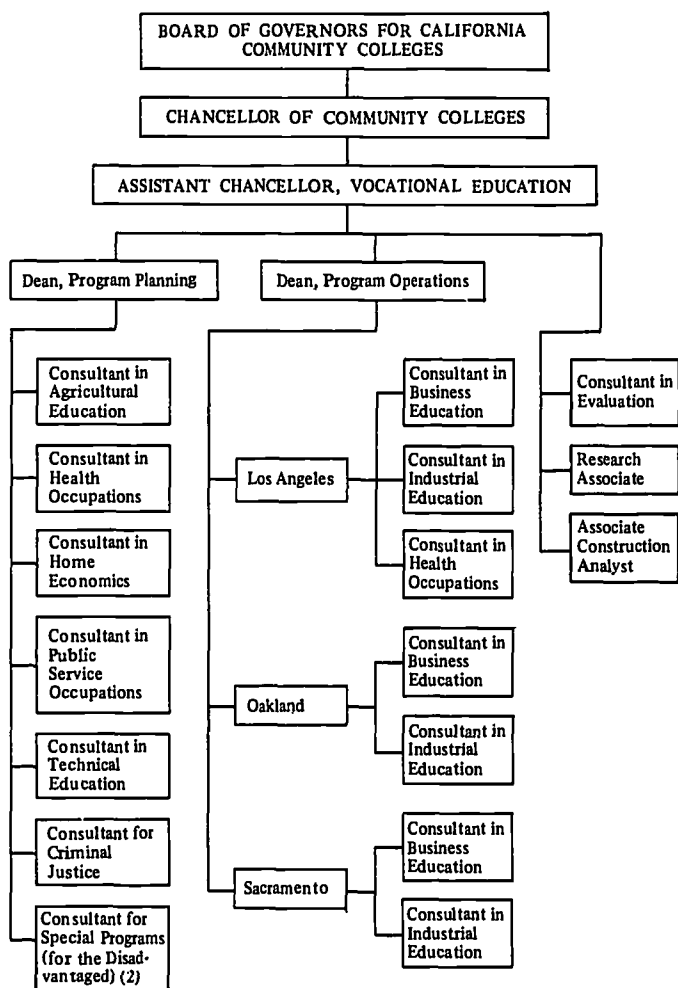 BOARD OF GOVERNORS FOR CALIFORNIA
COMMUNITY COLLEGES
CHANCELLOR OF COMMUNITY COLLEGES
ASSISTANT CHANCELLOR, VOCATIONAL EDUCATION
Dean, Program Planning
Consultant in
Agricultural
Education
Consultant in
Health
Occupations
Consultant in
Home
Economics
Consultant in
Public
Service
Occupations
Consultant in
Technical
Education
Consultant for
Criminal
Justice
Consultant for
Special Programs
(for the Disad-
vantaged) (2)
Dean, Program Operations
Los Angeles
Consultant in
Business
Education
Consultant in
Industrial
Education
Consultant in
Health
Occupations
Oakland
Consultant in
Business
Education
Consultant in
Industrial
Education
Sacramento
Consultant in
Business
Education
Consultant in
Industrial
Education
Consultant in
Evaluation
Research
Associate
Associate
Construction
Analyst